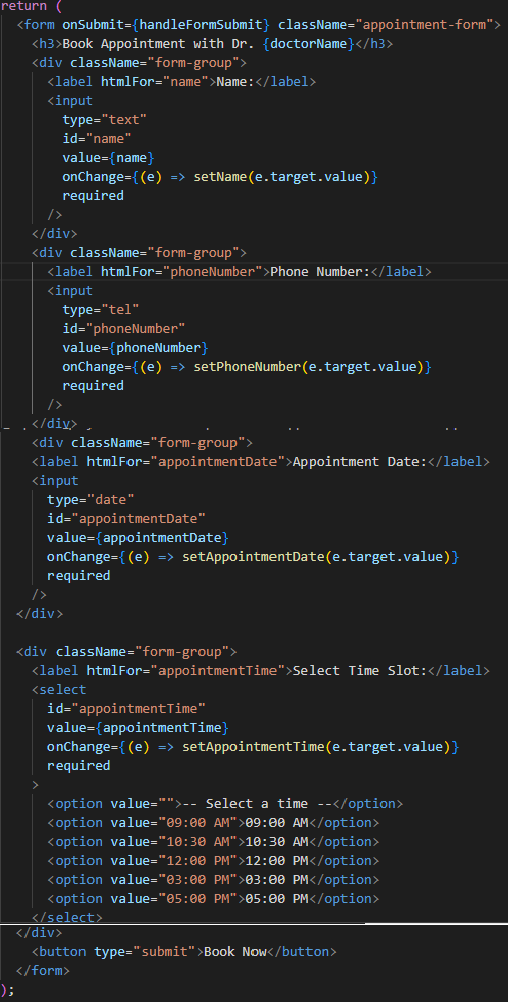 return (
<form onSubmit={handleFormSubmit} className="appointment-form">
<h3>Book Appointment with Dr. {doctorName}</h3>
<div className="form-group">
<label htmlFor="name">Name:</label>
<input
type="text"
id="name"
value={name}
onChange={(e) => setName(e.target.value)}
required
/>
</div>
<div className="form-group">
<label htmlFor="phoneNumber">Phone Number:</label>
<input
type="tel"
id="phoneNumber"
value={phoneNumber}
onChange={(e) => setPhoneNumber(e.target.value)}
required
/>
</div>
<div className="form-group">
<label htmlFor="appointmentDate">Appointment Date:</label>
<input
type="date"
id="appointmentDate"
value={appointmentDate}
onChange={(e) => setAppointmentDate(e.target.value)}
required
/>
</div>
<div className="form-group">
<label htmlFor="appointmentTime">Select Time Slot:</label>
<select
id="appointmentTime"
value={appointmentTime}
onChange={(e) => setAppointmentTime(e.target.value)}
required
>
<option value="">-- Select a time --</option>
<option value="09:00 AM">09:00 AM</option>
<option value="10:30 AM">10:30 AM</option>
<option value="12:00 PM">12:00 PM</option>
<option value="03:00 PM">03:00 PM</option>
<option value="05:00 PM">05:00 PM</option>
</select>
</div>
<button type="submit">Book Now</button>
</form>
);